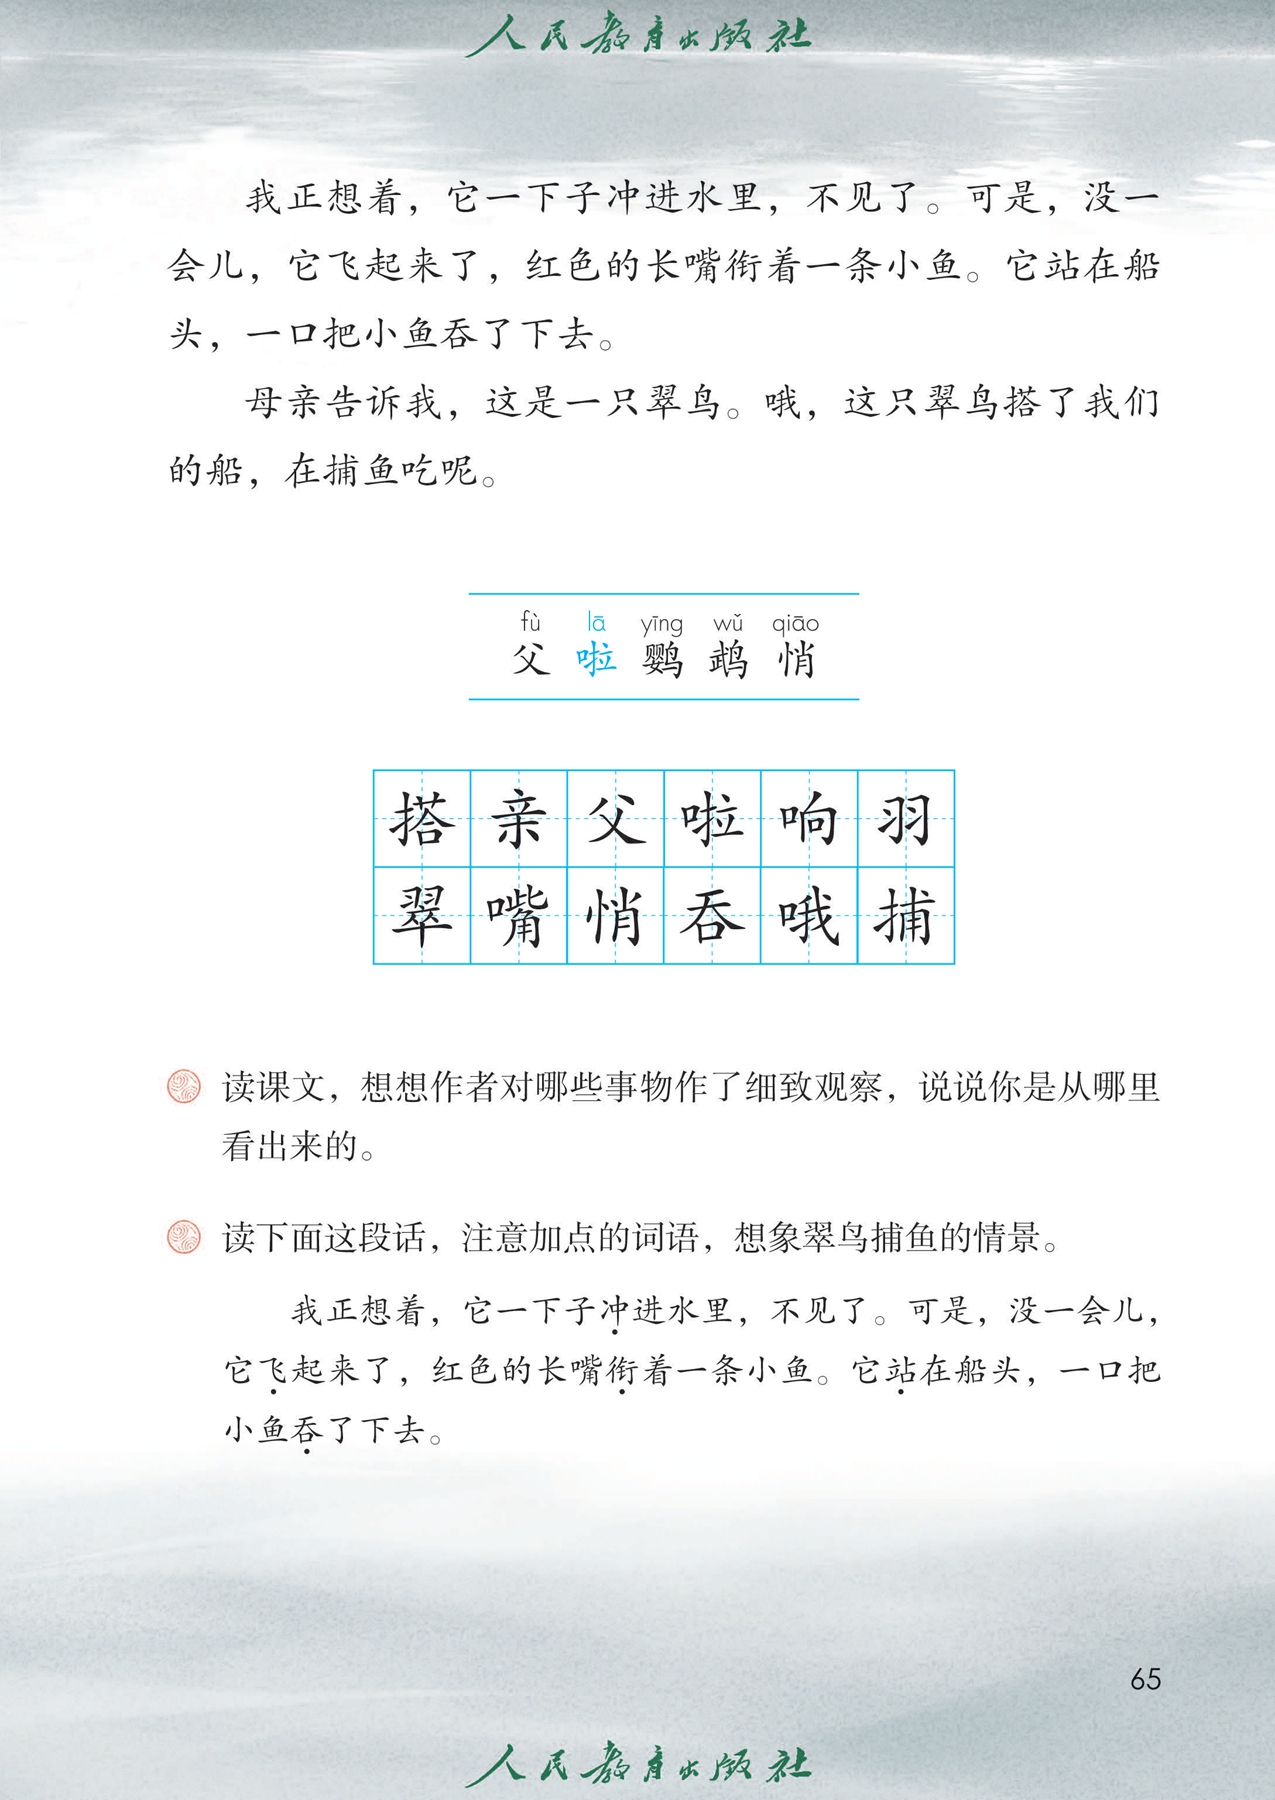 人民教育出版社
我正想着，它一下子冲进水里，不见了。可是，没一
会儿，它飞起来了，红色的长嘴衔着一条小鱼。它站在船
头，一口把小鱼吞了下去。
母亲告诉我，这是一只翠鸟。哦，这只翠鸟搭了我们
的船，在捕鱼吃呢。
fù lā yīng wǔ qiāo
父 啦 鹦 鹉 悄
搭 亲 父 啦 响 羽
翠 嘴 悄 吞 哦 捕
读课文，想想作者对哪些事物作了细致观察，说说你是从哪里
看出来的。
读下面这段话，注意加点的词语，想象翠鸟捕鱼的情景。
我正想着，它一下子冲进水里，不见了。可是，没一会儿，
它飞起来了，红色的长嘴衔着一条小鱼。它站在船头，一口把
小鱼吞了下去。
65
人民教育出版社